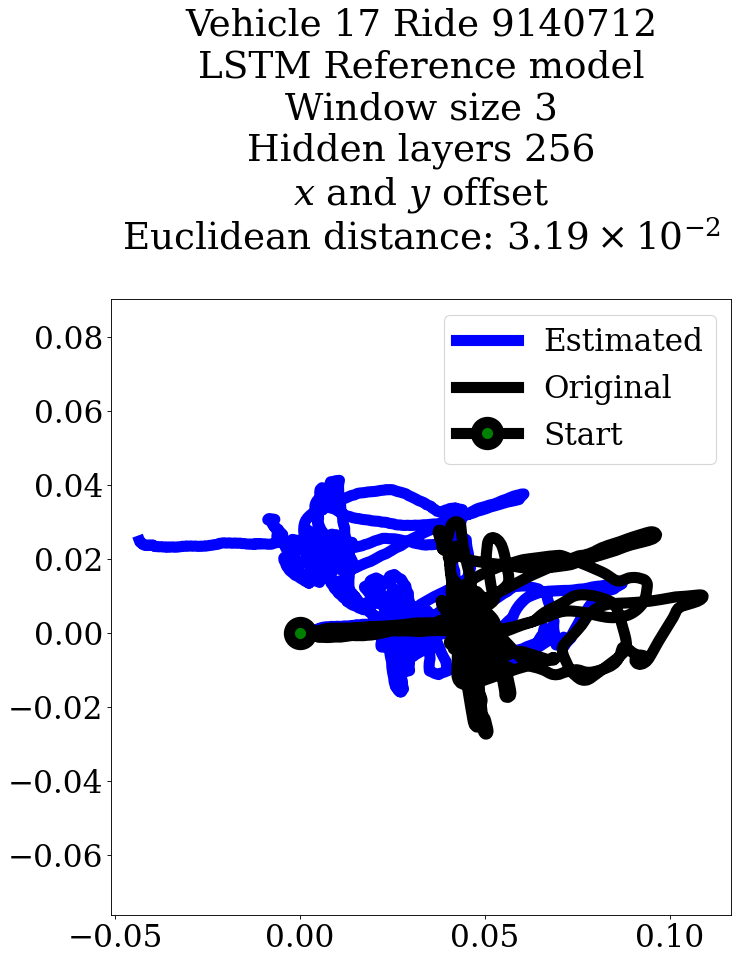 Vehicle 17 Ride 9140712
LSTM Reference model
Window size 3
Hidden layers 256
x and y offset
Euclidean distance: 3.19 × 10⁻²
Estimated
Original
Start
0.08
0.06
0.04
0.02
0.00
−0.02
−0.04
−0.06
−0.05 0.00 0.05 0.10